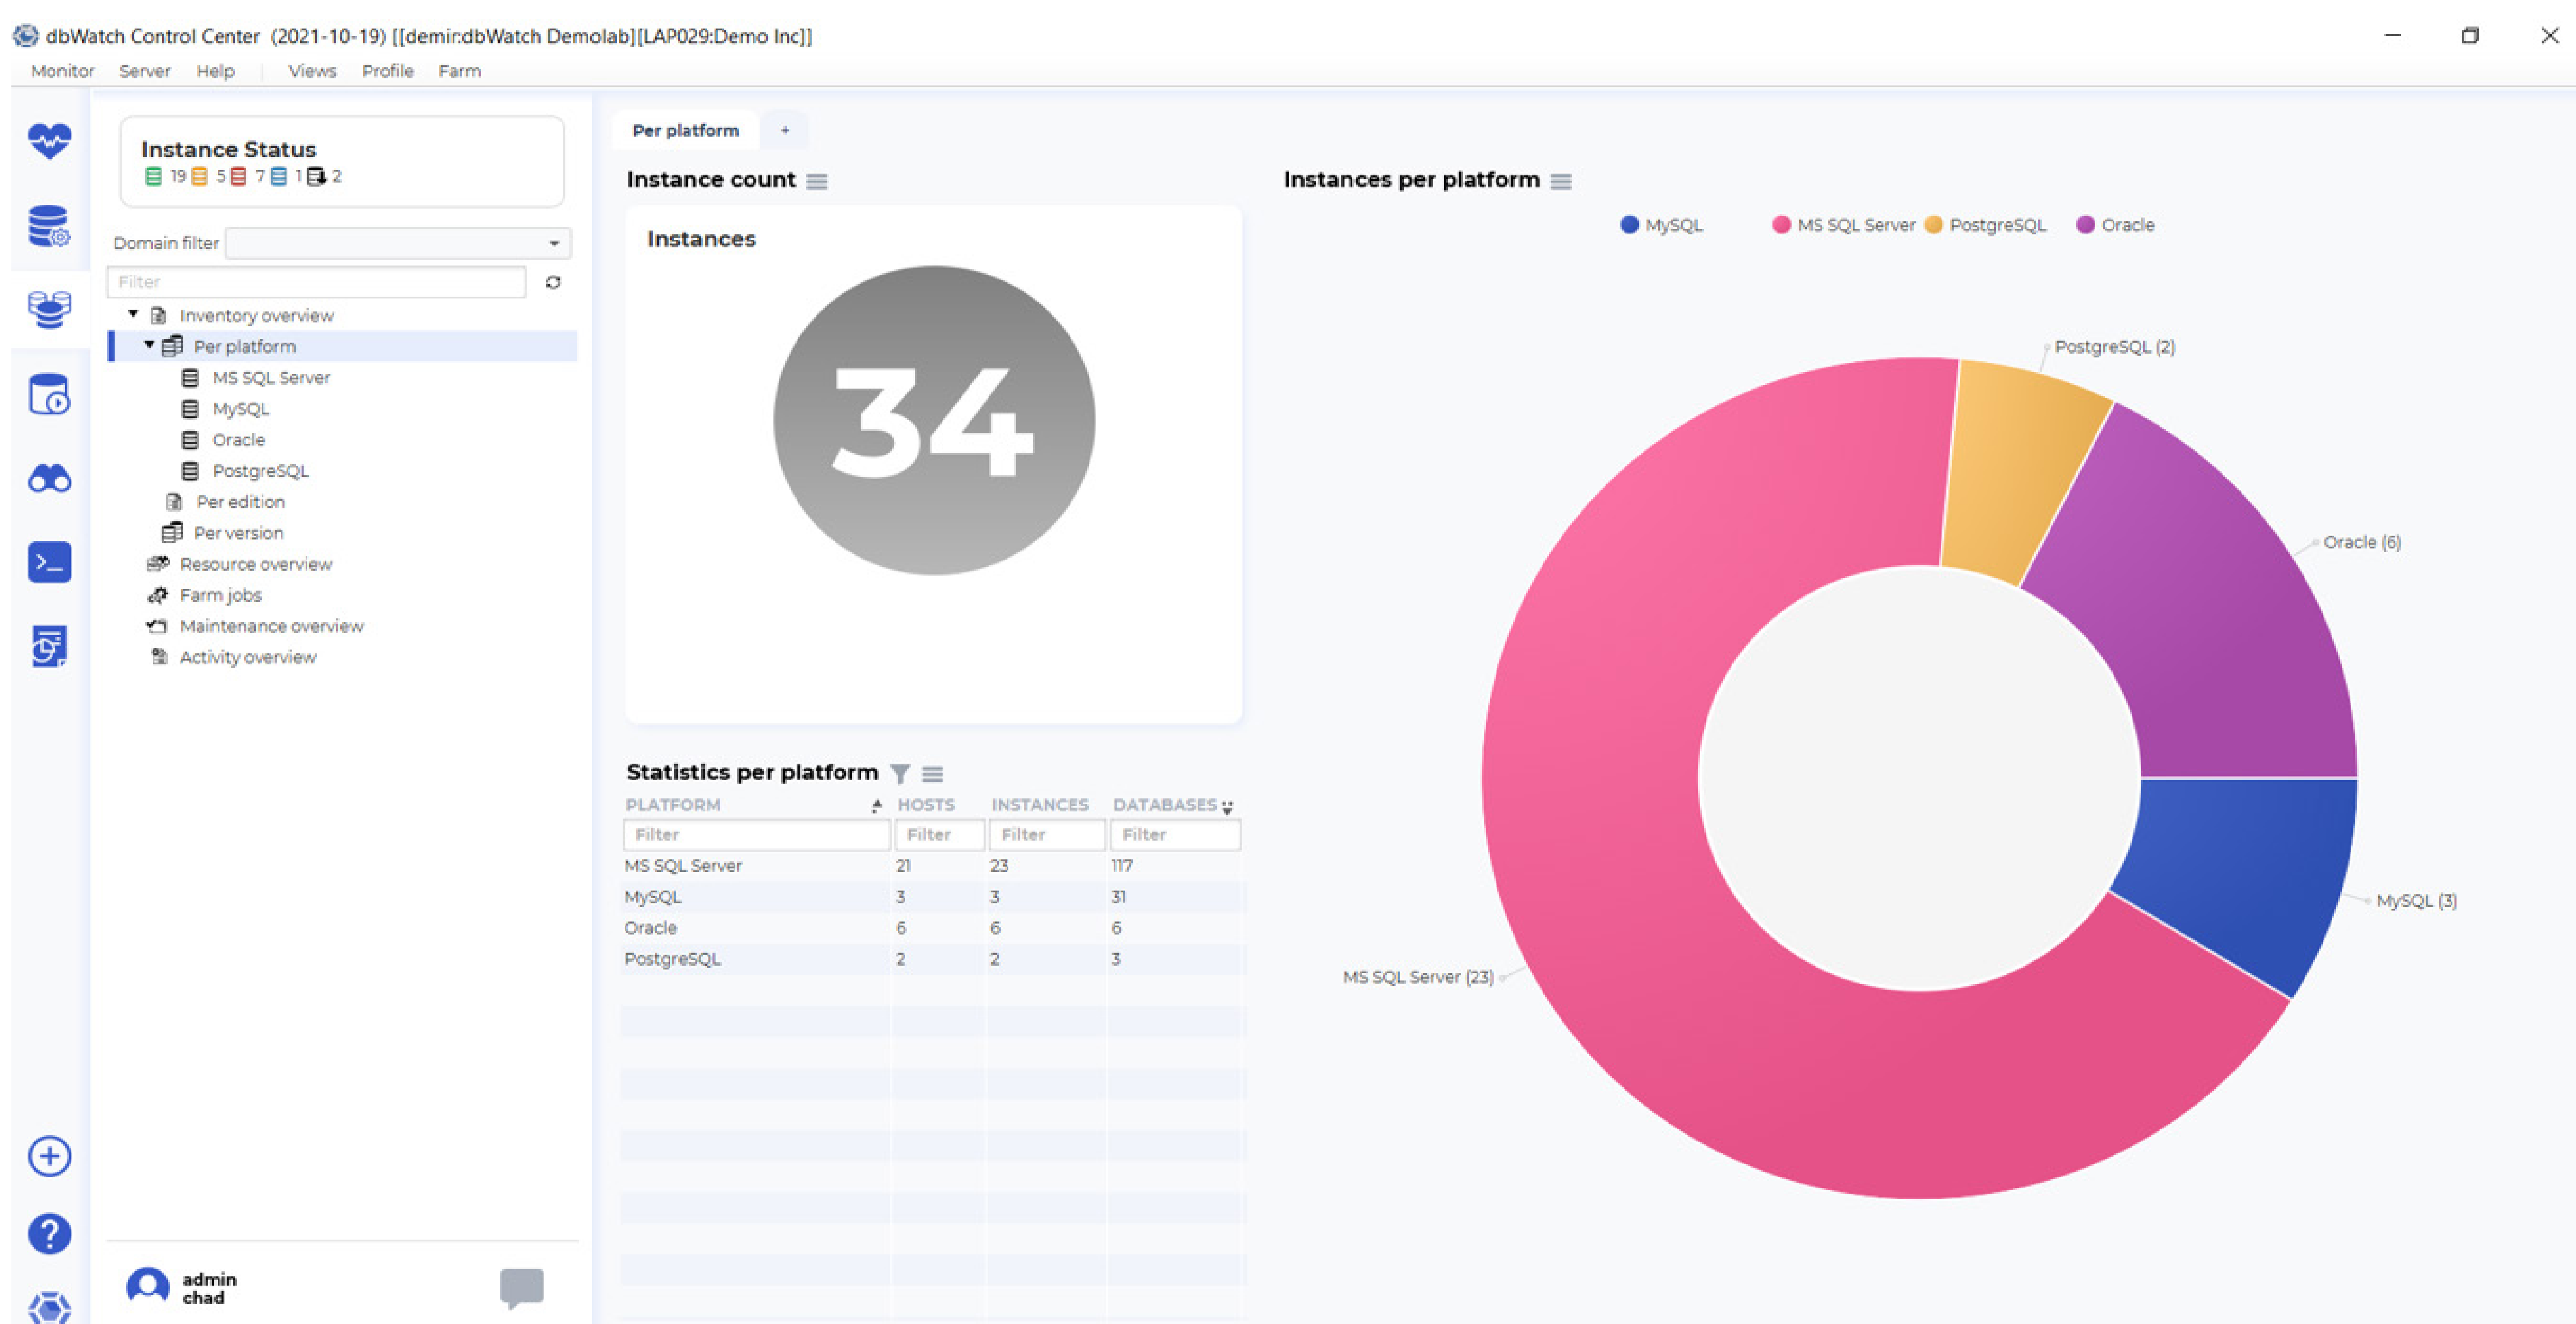 dbWatch Control Center (2021-10-19) [[demir:dbWatch Demolab][LAP029:Demo Inc]]
Monitor Server Help Views Profile Farm
Instance Status
19 5 7 1 2
Domain filter
Filter
Inventory overview
Per platform
MS SQL Server
MySQL
Oracle
PostgreSQL
Per edition
Per version
Resource overview
Farm jobs
Maintenance overview
Activity overview
admin
chad
Per platform +
Instance count
Instances
34
Statistics per platform
PLATFORM HOSTS INSTANCES DATABASES
Filter Filter Filter Filter
MS SQL Server 21 23 117
MySQL 3 3 31
Oracle 6 6 6
PostgreSQL 2 2 3
Instances per platform
MySQL MS SQL Server PostgreSQL Oracle
PostgreSQL (2)
Oracle (6)
MySQL (3)
MS SQL Server (23)